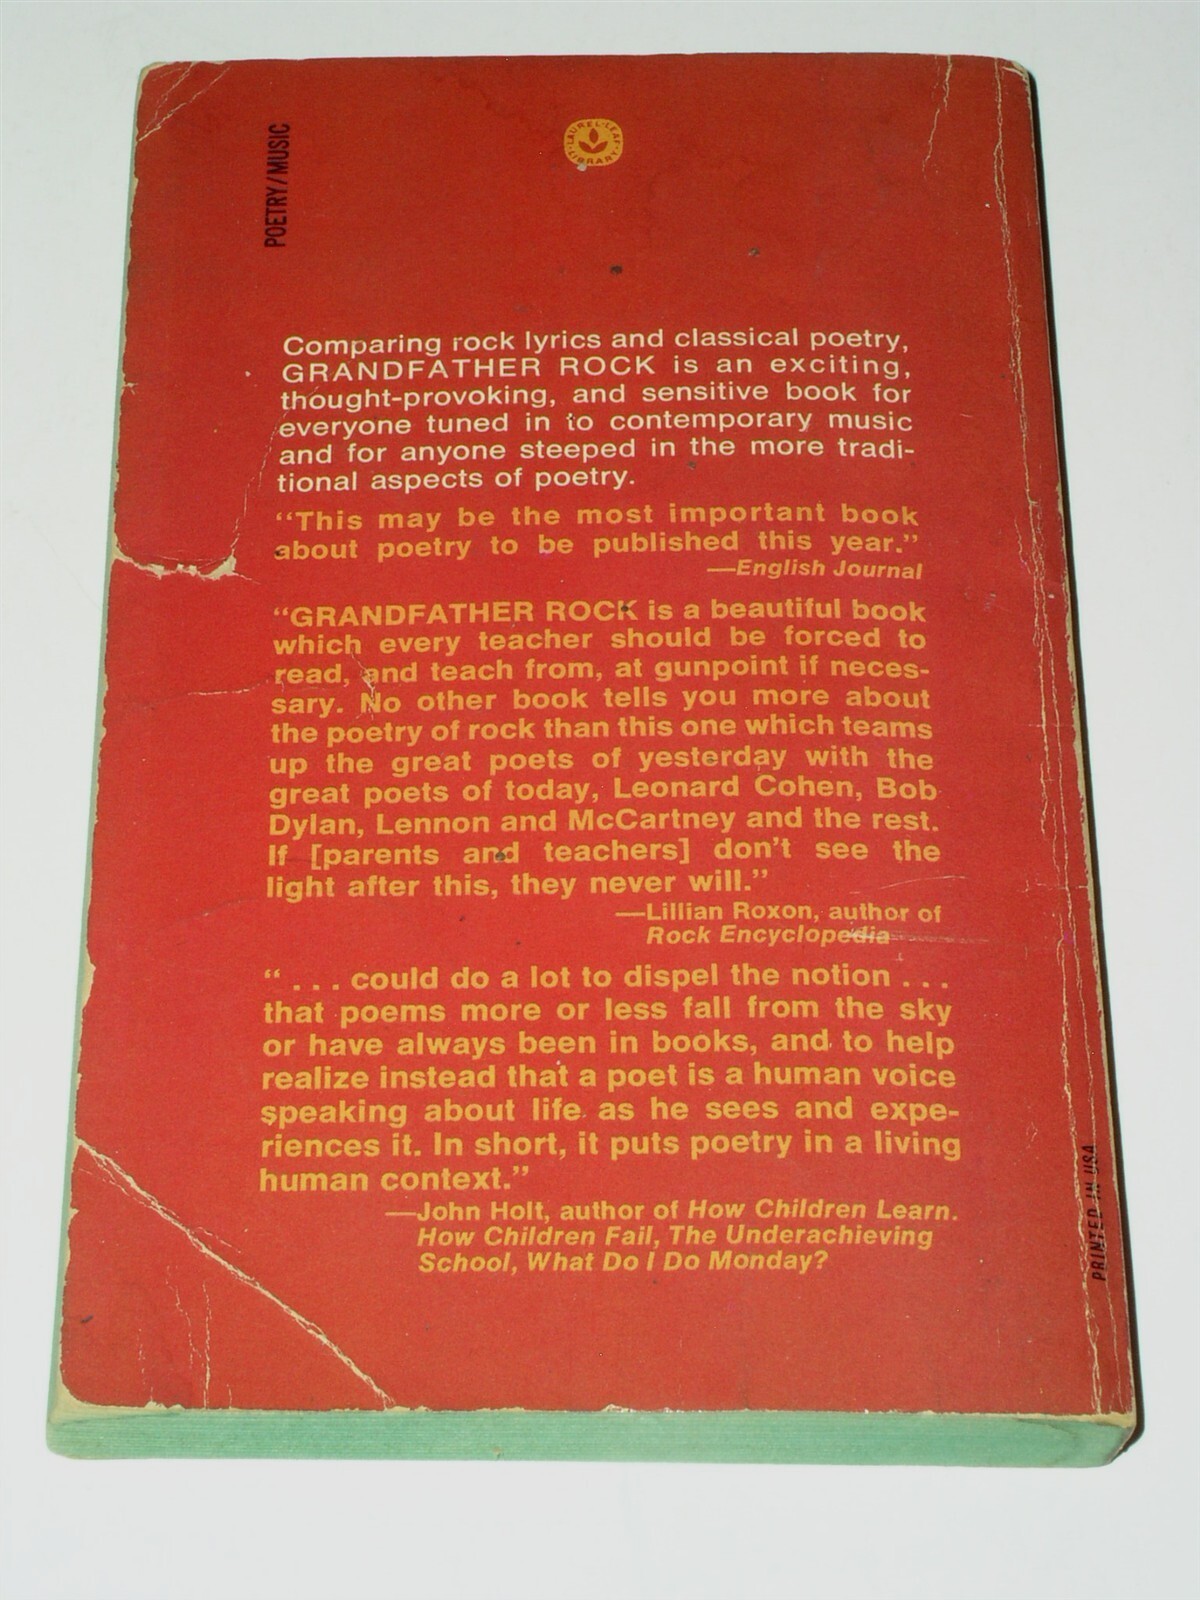 POETRY/MUSIC
LAUREL-LEAF
LIBRARY
Comparing rock lyrics and classical poetry,
GRANDFATHER ROCK is an exciting,
thought-provoking, and sensitive book for
everyone tuned in to contemporary music
and for anyone steeped in the more tradi-
tional aspects of poetry.
“This may be the most important book
about poetry to be published this year.”
—English Journal
“GRANDFATHER ROCK is a beautiful book
which every teacher should be forced to
read, and teach from, at gunpoint if neces-
sary. No other book tells you more about
the poetry of rock than this one which teams
up the great poets of yesterday with the
great poets of today, Leonard Cohen, Bob
Dylan, Lennon and McCartney and the rest.
If [parents and teachers] don't see the
light after this, they never will.”
—Lillian Roxon, author of
Rock Encyclopedia
“ . . . could do a lot to dispel the notion . . .
that poems more or less fall from the sky
or have always been in books, and to help
realize instead that a poet is a human voice
speaking about life as he sees and expe-
riences it. In short, it puts poetry in a living
human context.”
—John Holt, author of How Children Learn.
How Children Fail, The Underachieving
School, What Do I Do Monday?
PRINTED IN USA